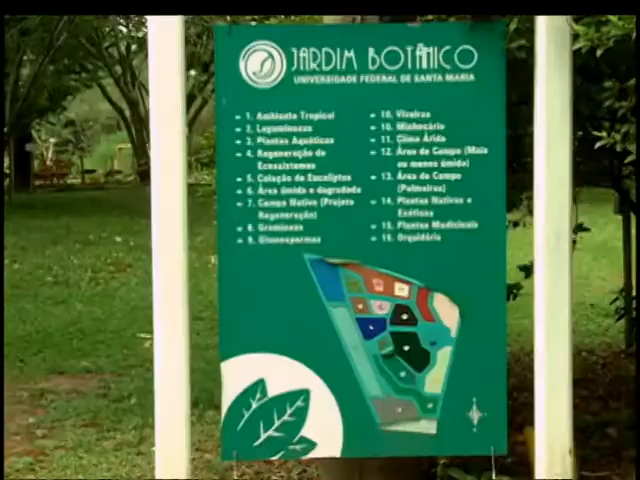 JARDIM BOTÂNICO
UNIVERSIDADE FEDERAL DE SANTA MARIA
1. Ambiente Tropical
2. Leguminosas
3. Plantas Aquáticas
4. Regeneração de
Ecossistemas
5. Coleção de Eucaliptos
6. Área úmida e degradada
7. Campo Nativo (Projeto
Regeneração)
8. Gramíneas
9. Gimnospermas
10. Viveiros
10. Minhocário
11. Clima Árido
12. Área de Campo (Mais
ou menos úmido)
13. Área de Campo
(Palmeiras)
14. Plantas Nativas e
Exóticas
15. Plantas Medicinais
16. Orquidário